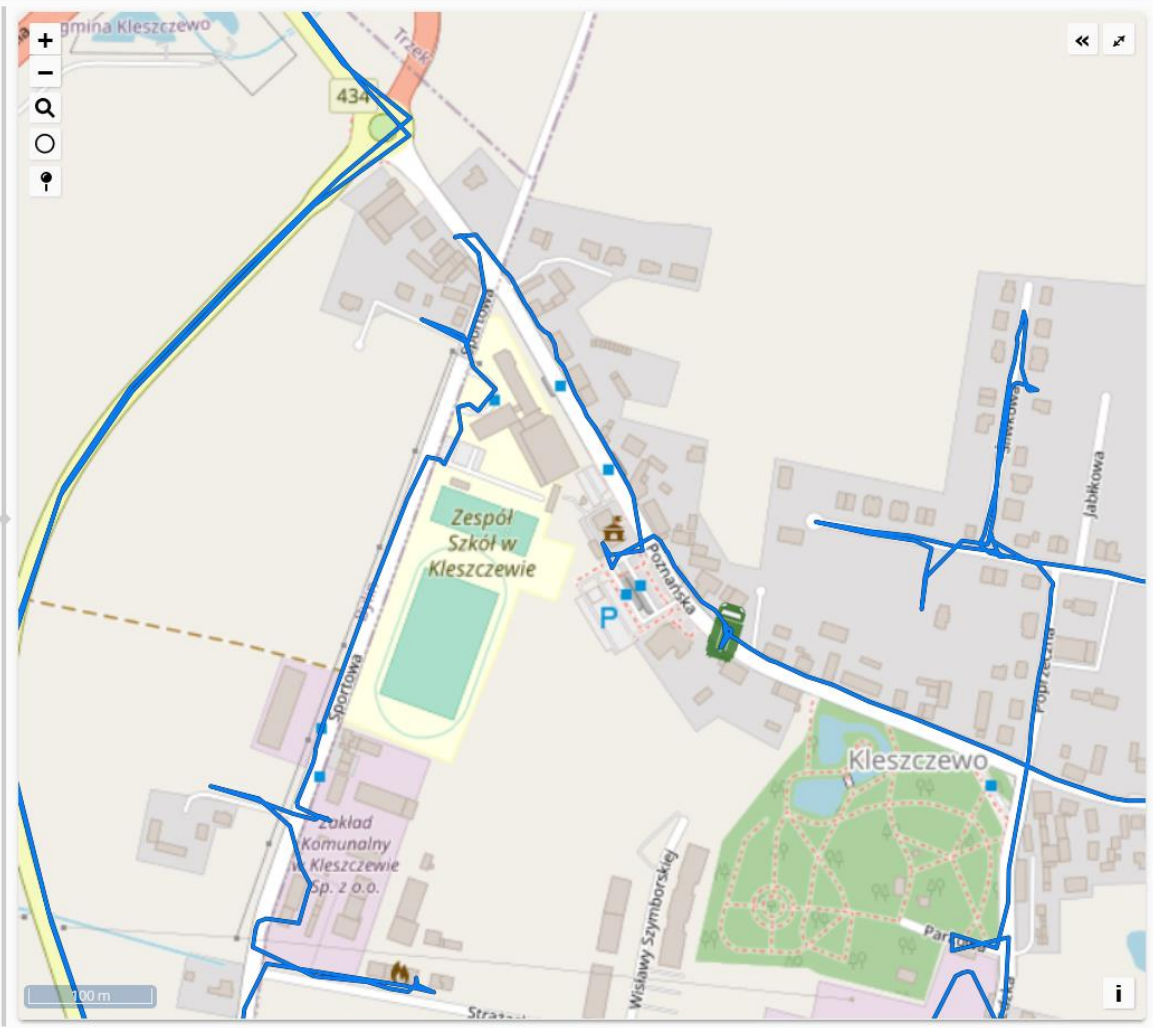 gmina Kleszczewo
Trzek
434
Sportowa
Zespół
Szkół w
Kleszczewie
Poznańska
P
Śliwkowa
Jabłkowa
Poprzeczna
Kleszczewo
Sportowa
Zakład
Komunalny
w Kleszczewie
Sp. z o.o.
Wisławy Szymborskiej
100 m
i